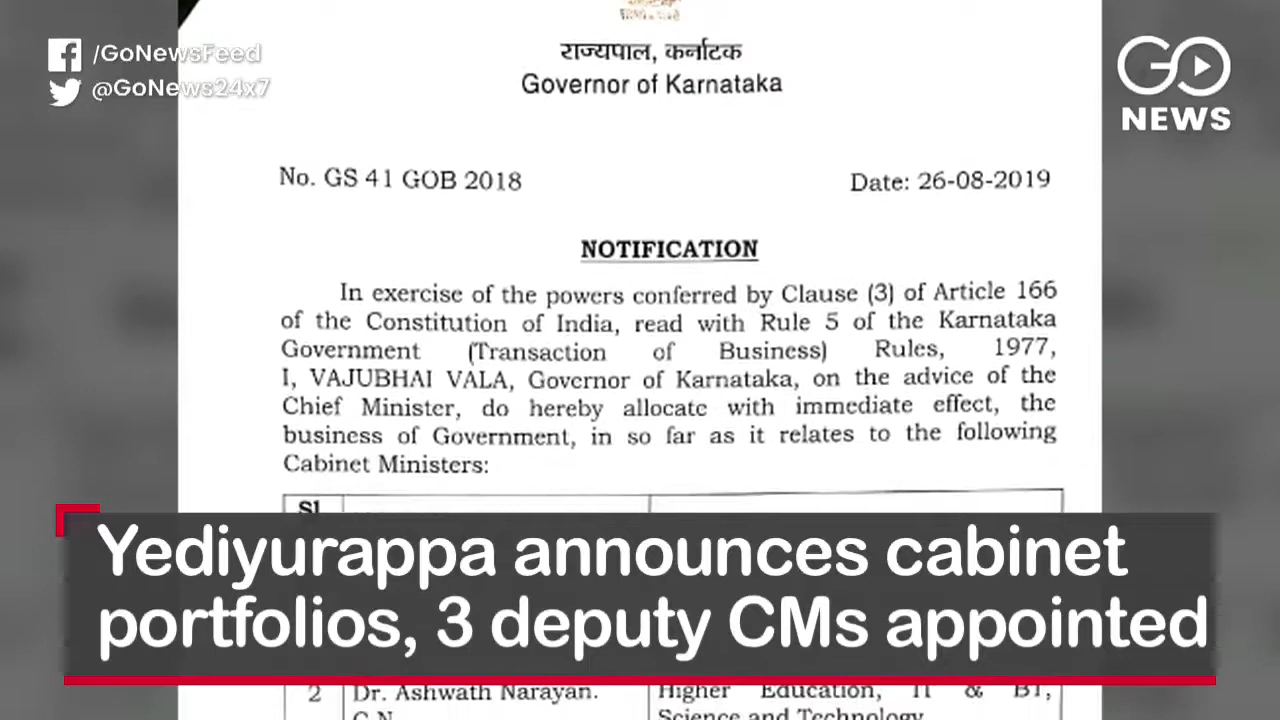 /GoNewsFeed
@GoNews24x7
GO
NEWS
राज्यपाल, कर्नाटक
Governor of Karnataka
No. GS 41 GOB 2018
Date: 26-08-2019
NOTIFICATION
In exercise of the powers conferred by Clause (3) of Article 166
of the Constitution of India, read with Rule 5 of the Karnataka
Government (Transaction of Business) Rules, 1977,
I, VAJUBHAI VALA, Governor of Karnataka, on the advice of the
Chief Minister, do hereby allocate with immediate effect, the
business of Government, in so far as it relates to the following
Cabinet Ministers:
Sl
Yediyurappa announces cabinet
portfolios, 3 deputy CMs appointed
2 Dr. Ashwath Narayan. Higher Education, IT & BT,
C.N. Science and Technology